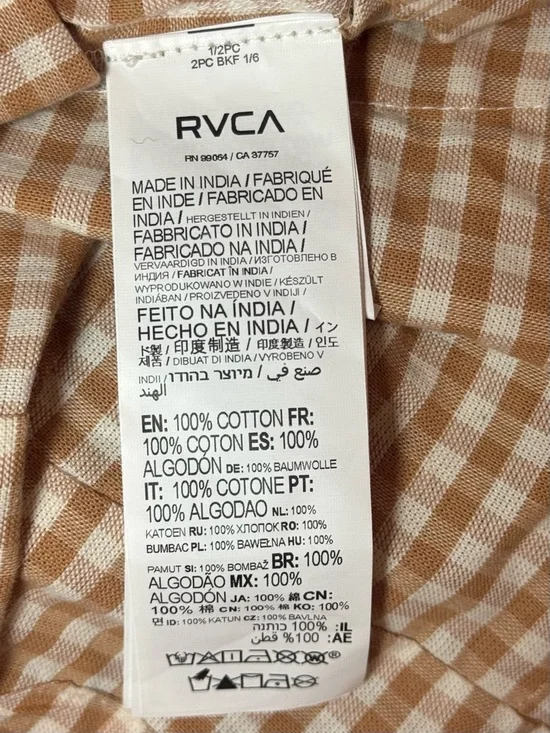 1/2PC
2PC BKF 1/6
RVCA
RN 99064 / CA 37757
MADE IN INDIA / FABRIQUÉ
EN INDE / FABRICADO EN
INDIA / HERGESTELLT IN INDIEN /
FABBRICATO IN INDIA /
FABRICADO NA INDIA /
VERVAARDIGD IN INDIA / ИЗГОТОВЛЕНО В
ИНДИЯ / FABRICAT ÎN INDIA /
WYPRODUKOWANO W INDIE / KÉSZÜLT
INDIÁBAN / PROIZVEDENO V INDIJI /
FEITO NA ÍNDIA /
HECHO EN INDIA / イン
ド製 / 印度制造 / 印度製造 / 인도
제품 / DIBUAT DI INDIA / VYROBENO V
INDII / מיוצר בהודו / صنع في
الهند
EN: 100% COTTON FR:
100% COTON ES: 100%
ALGODÓN DE: 100% BAUMWOLLE
IT: 100% COTONE PT:
100% ALGODAO NL: 100%
KATOEN RU: 100% ХЛОПОК RO: 100%
BUMBAC PL: 100% BAWEŁNA HU: 100%
PAMUT SI: 100% BOMBAŽ BR: 100%
ALGODÃO MX: 100%
ALGODÓN JA: 100% 綿 CN:
100% 棉 CN: 100% 棉 KO: 100%
면 ID: 100% KATUN CZ: 100% BAVLNA
IL: 100% כותנה
AE: 100% قطن